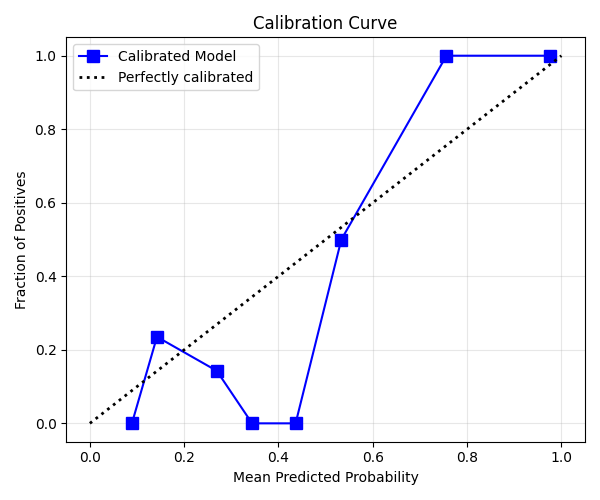 Calibration Curve
Calibrated Model
Perfectly calibrated
Fraction of Positives
1.0
0.8
0.6
0.4
0.2
0.0
0.0 0.2 0.4 0.6 0.8 1.0
Mean Predicted Probability